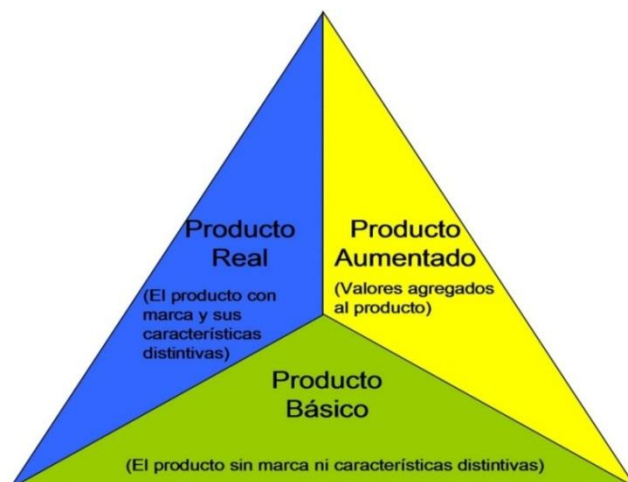 Producto
Real
(El producto con
marca y sus
características
distintivas)
Producto
Aumentado
(Valores agregados
al producto)
Producto
Básico
(El producto sin marca ni características distintivas)